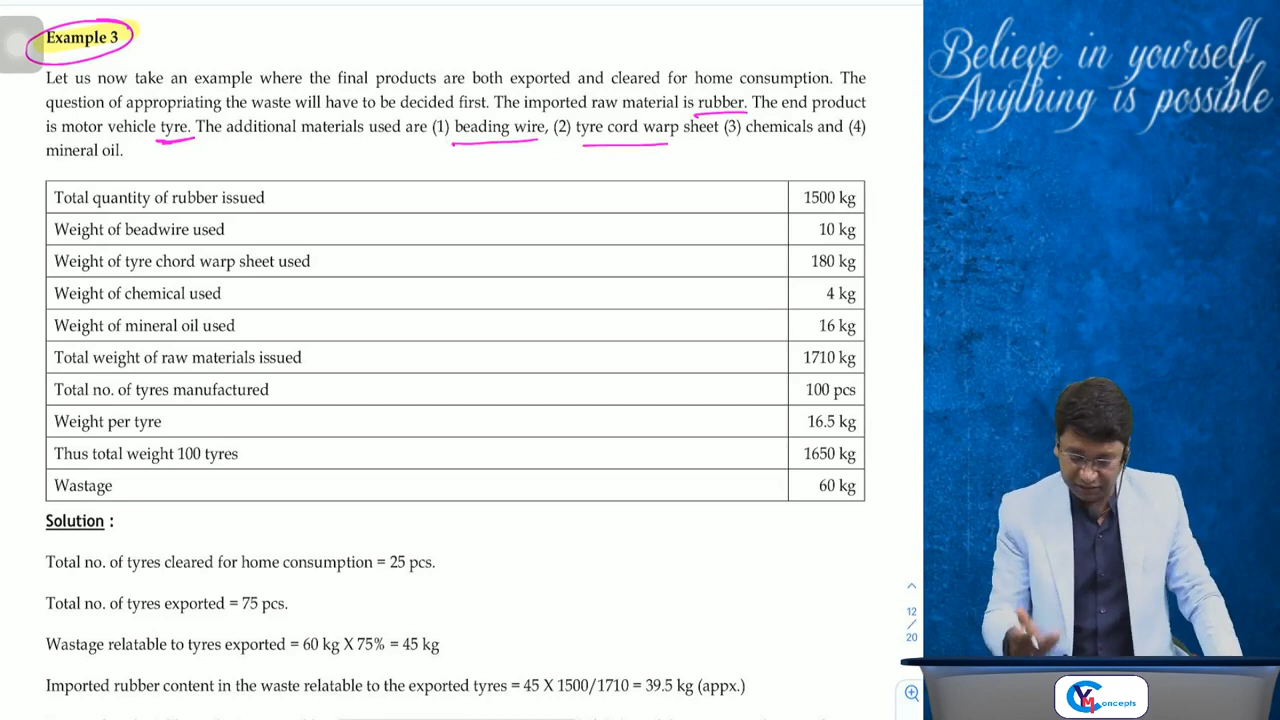 Example 3
Let us now take an example where the final products are both exported and cleared for home consumption. The
question of appropriating the waste will have to be decided first. The imported raw material is rubber. The end product
is motor vehicle tyre. The additional materials used are (1) beading wire, (2) tyre cord warp sheet (3) chemicals and (4)
mineral oil.
Total quantity of rubber issued 1500 kg
Weight of beadwire used 10 kg
Weight of tyre chord warp sheet used 180 kg
Weight of chemical used 4 kg
Weight of mineral oil used 16 kg
Total weight of raw materials issued 1710 kg
Total no. of tyres manufactured 100 pcs
Weight per tyre 16.5 kg
Thus total weight 100 tyres 1650 kg
Wastage 60 kg
Solution :
Total no. of tyres cleared for home consumption = 25 pcs.
Total no. of tyres exported = 75 pcs.
Wastage relatable to tyres exported = 60 kg X 75% = 45 kg
Imported rubber content in the waste relatable to the exported tyres = 45 X 1500/1710 = 39.5 kg (appx.)
12
/
20
Believe in yourself
Anything is possible
YM Concepts